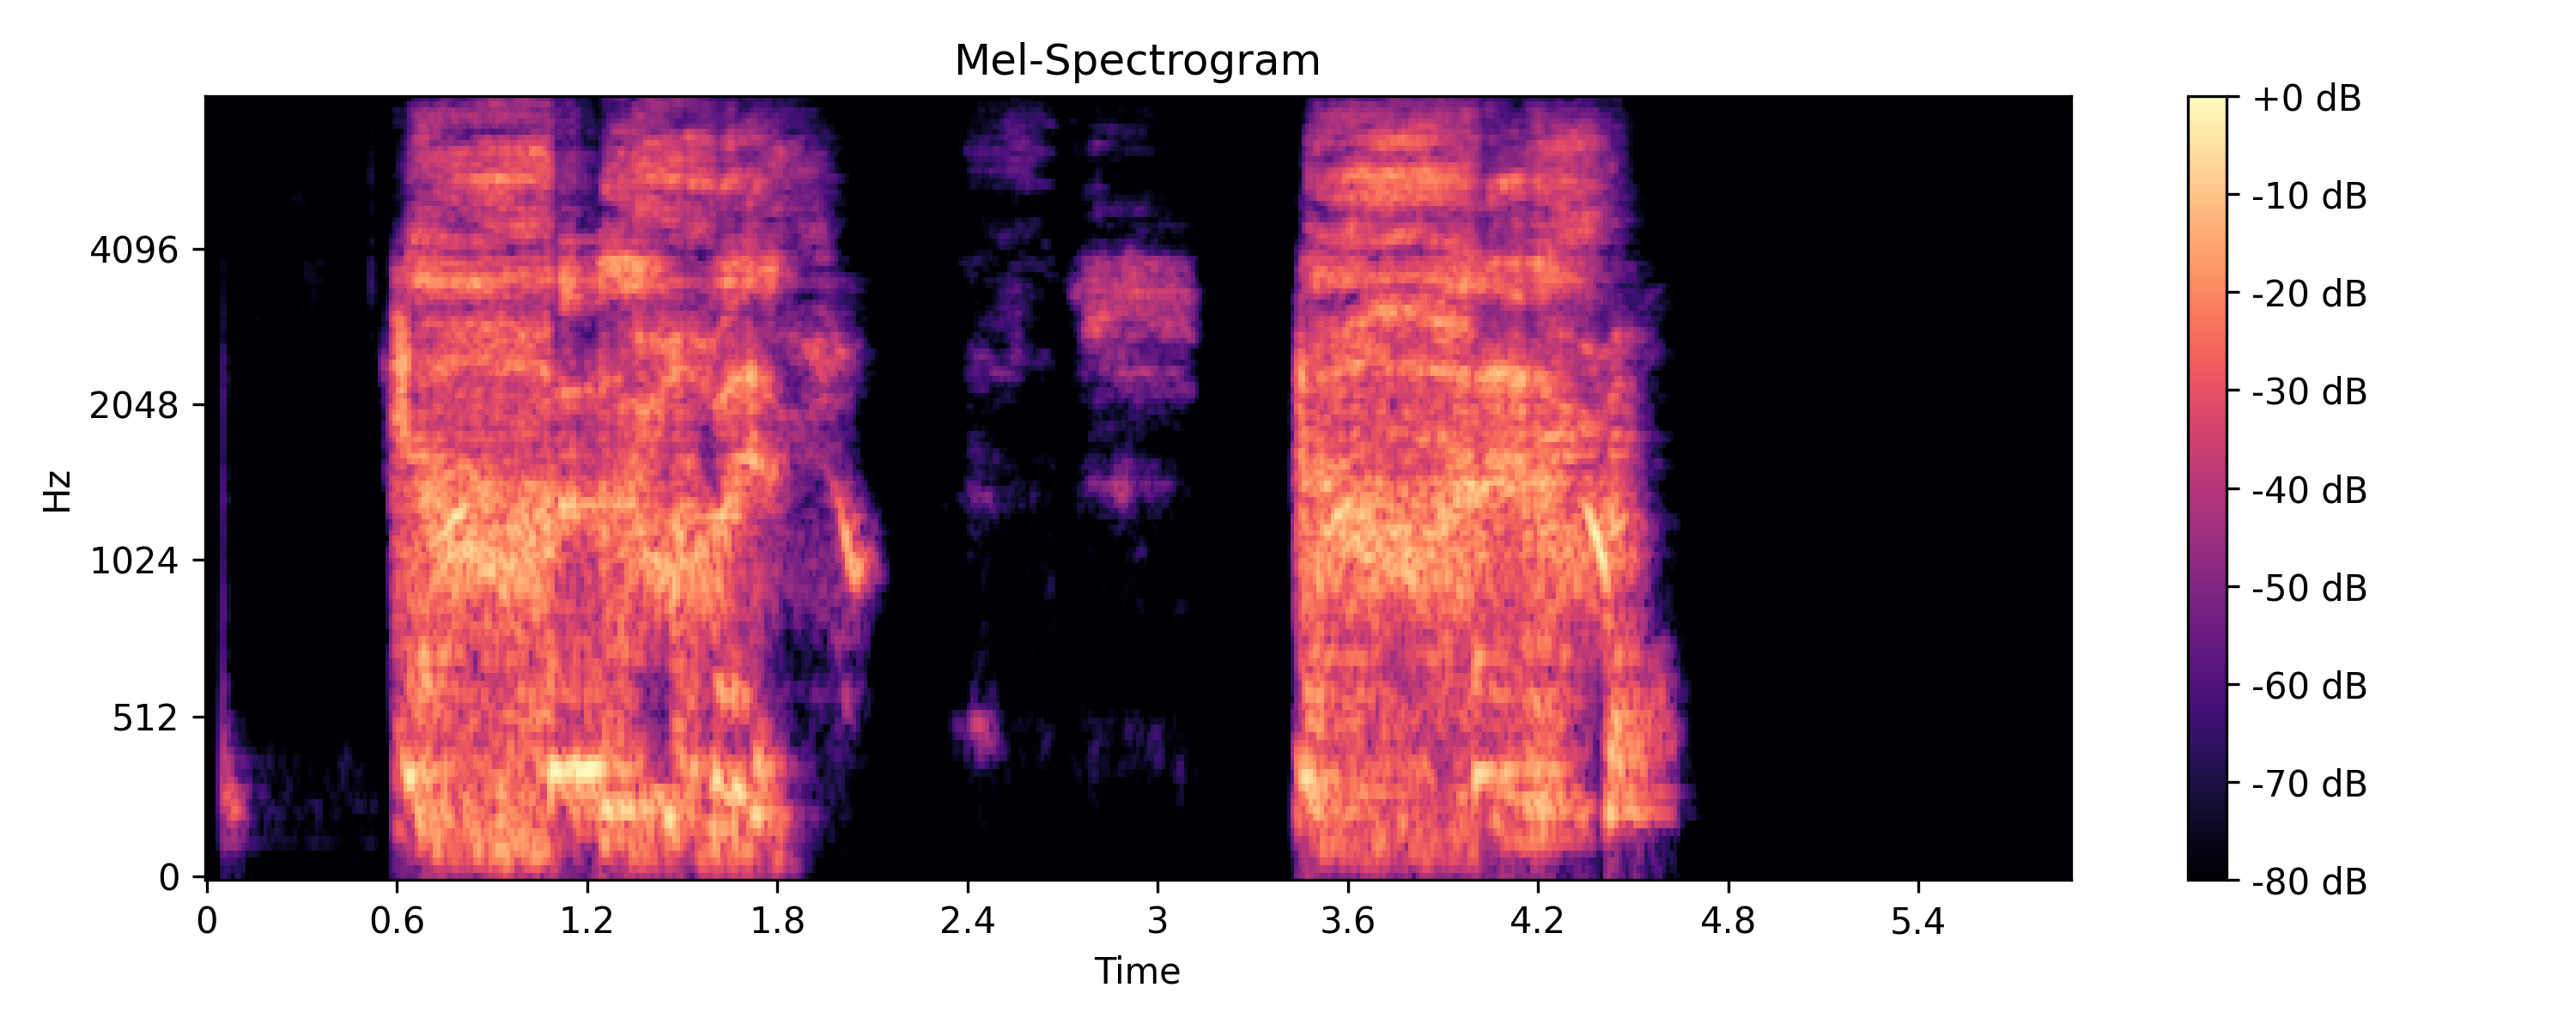 Mel-Spectrogram
+0 dB
-10 dB
-20 dB
-30 dB
-40 dB
-50 dB
-60 dB
-70 dB
-80 dB
Hz
4096
2048
1024
512
0
0 0.6 1.2 1.8 2.4 3 3.6 4.2 4.8 5.4
Time